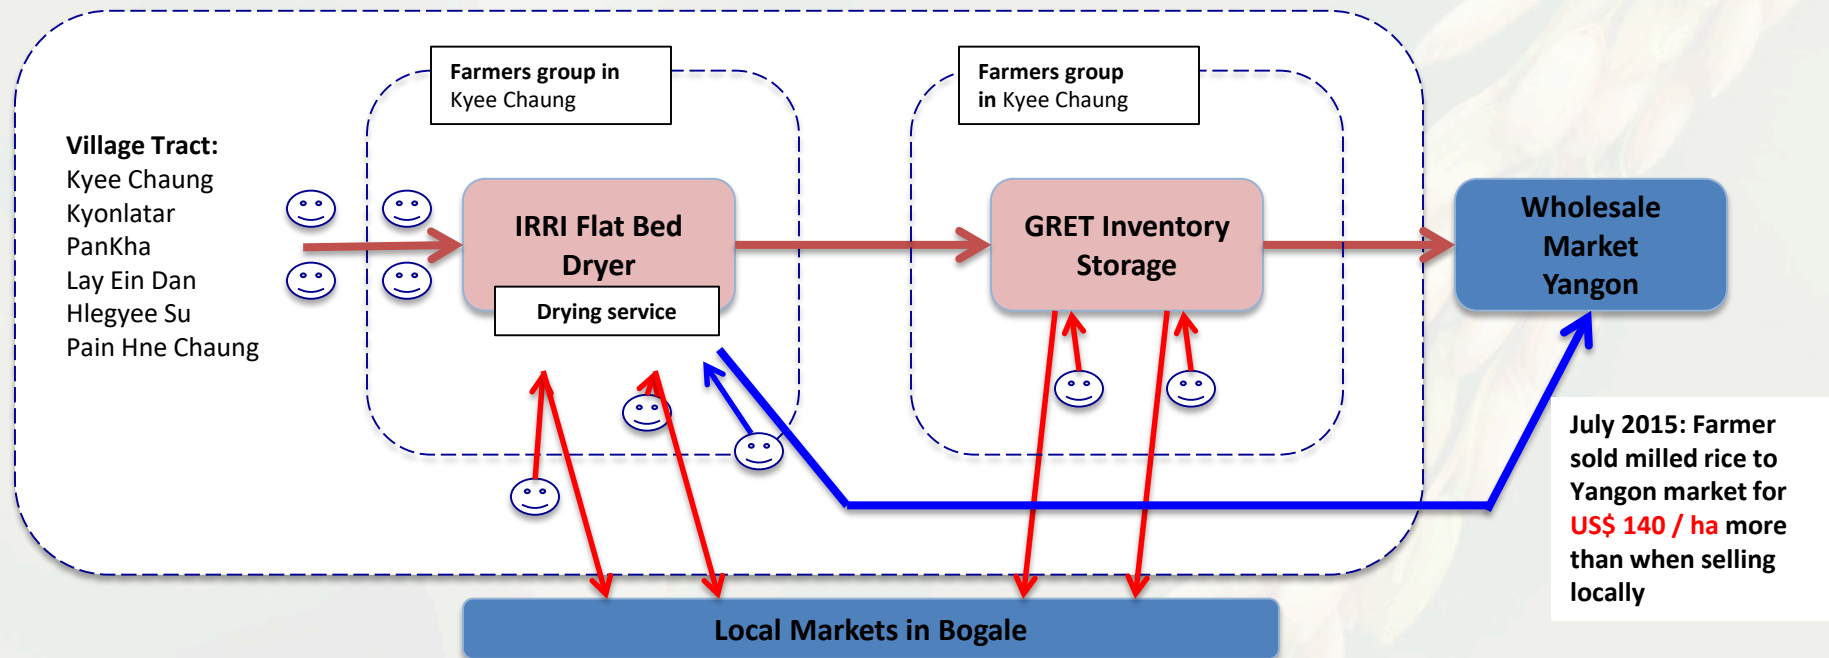 Farmers group in
Kyee Chaung
Farmers group
in Kyee Chaung
Village Tract:
Kyee Chaung
Kyonlatar
PanKha
Lay Ein Dan
Hlegyee Su
Pain Hne Chaung
IRRI Flat Bed
Dryer
Drying service
GRET Inventory
Storage
Wholesale
Market
Yangon
July 2015: Farmer
sold milled rice to
Yangon market for
US$ 140 / ha more
than when selling
locally
Local Markets in Bogale